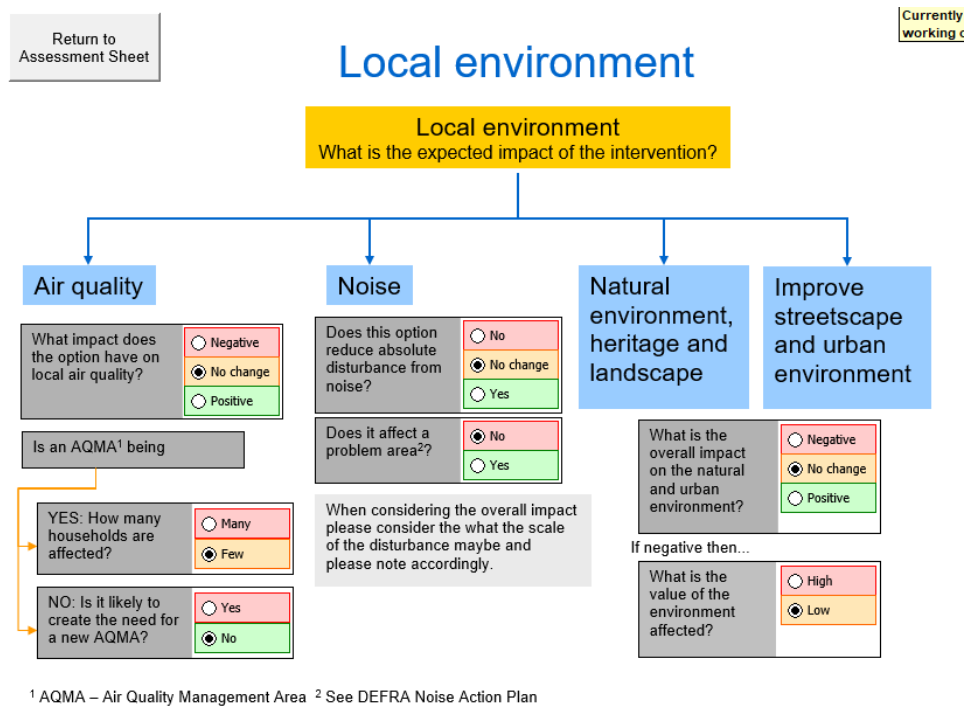 Return to
Assessment Sheet
Currently
working o
Local environment
Local environment
What is the expected impact of the intervention?
Air quality
What impact does
the option have on
local air quality?
Negative
No change
Positive
Is an AQMA¹ being
YES: How many
households are
affected?
Many
Few
NO: Is it likely to
create the need for
a new AQMA?
Yes
No
Noise
Does this option
reduce absolute
disturbance from
noise?
No
No change
Yes
Does it affect a
problem area²?
No
Yes
When considering the overall impact
please consider the what the scale
of the disturbance maybe and
please note accordingly.
Natural
environment,
heritage and
landscape
Improve
streetscape
and urban
environment
What is the
overall impact
on the natural
and urban
environment?
Negative
No change
Positive
If negative then...
What is the
value of the
environment
affected?
High
Low
¹ AQMA – Air Quality Management Area ² See DEFRA Noise Action Plan